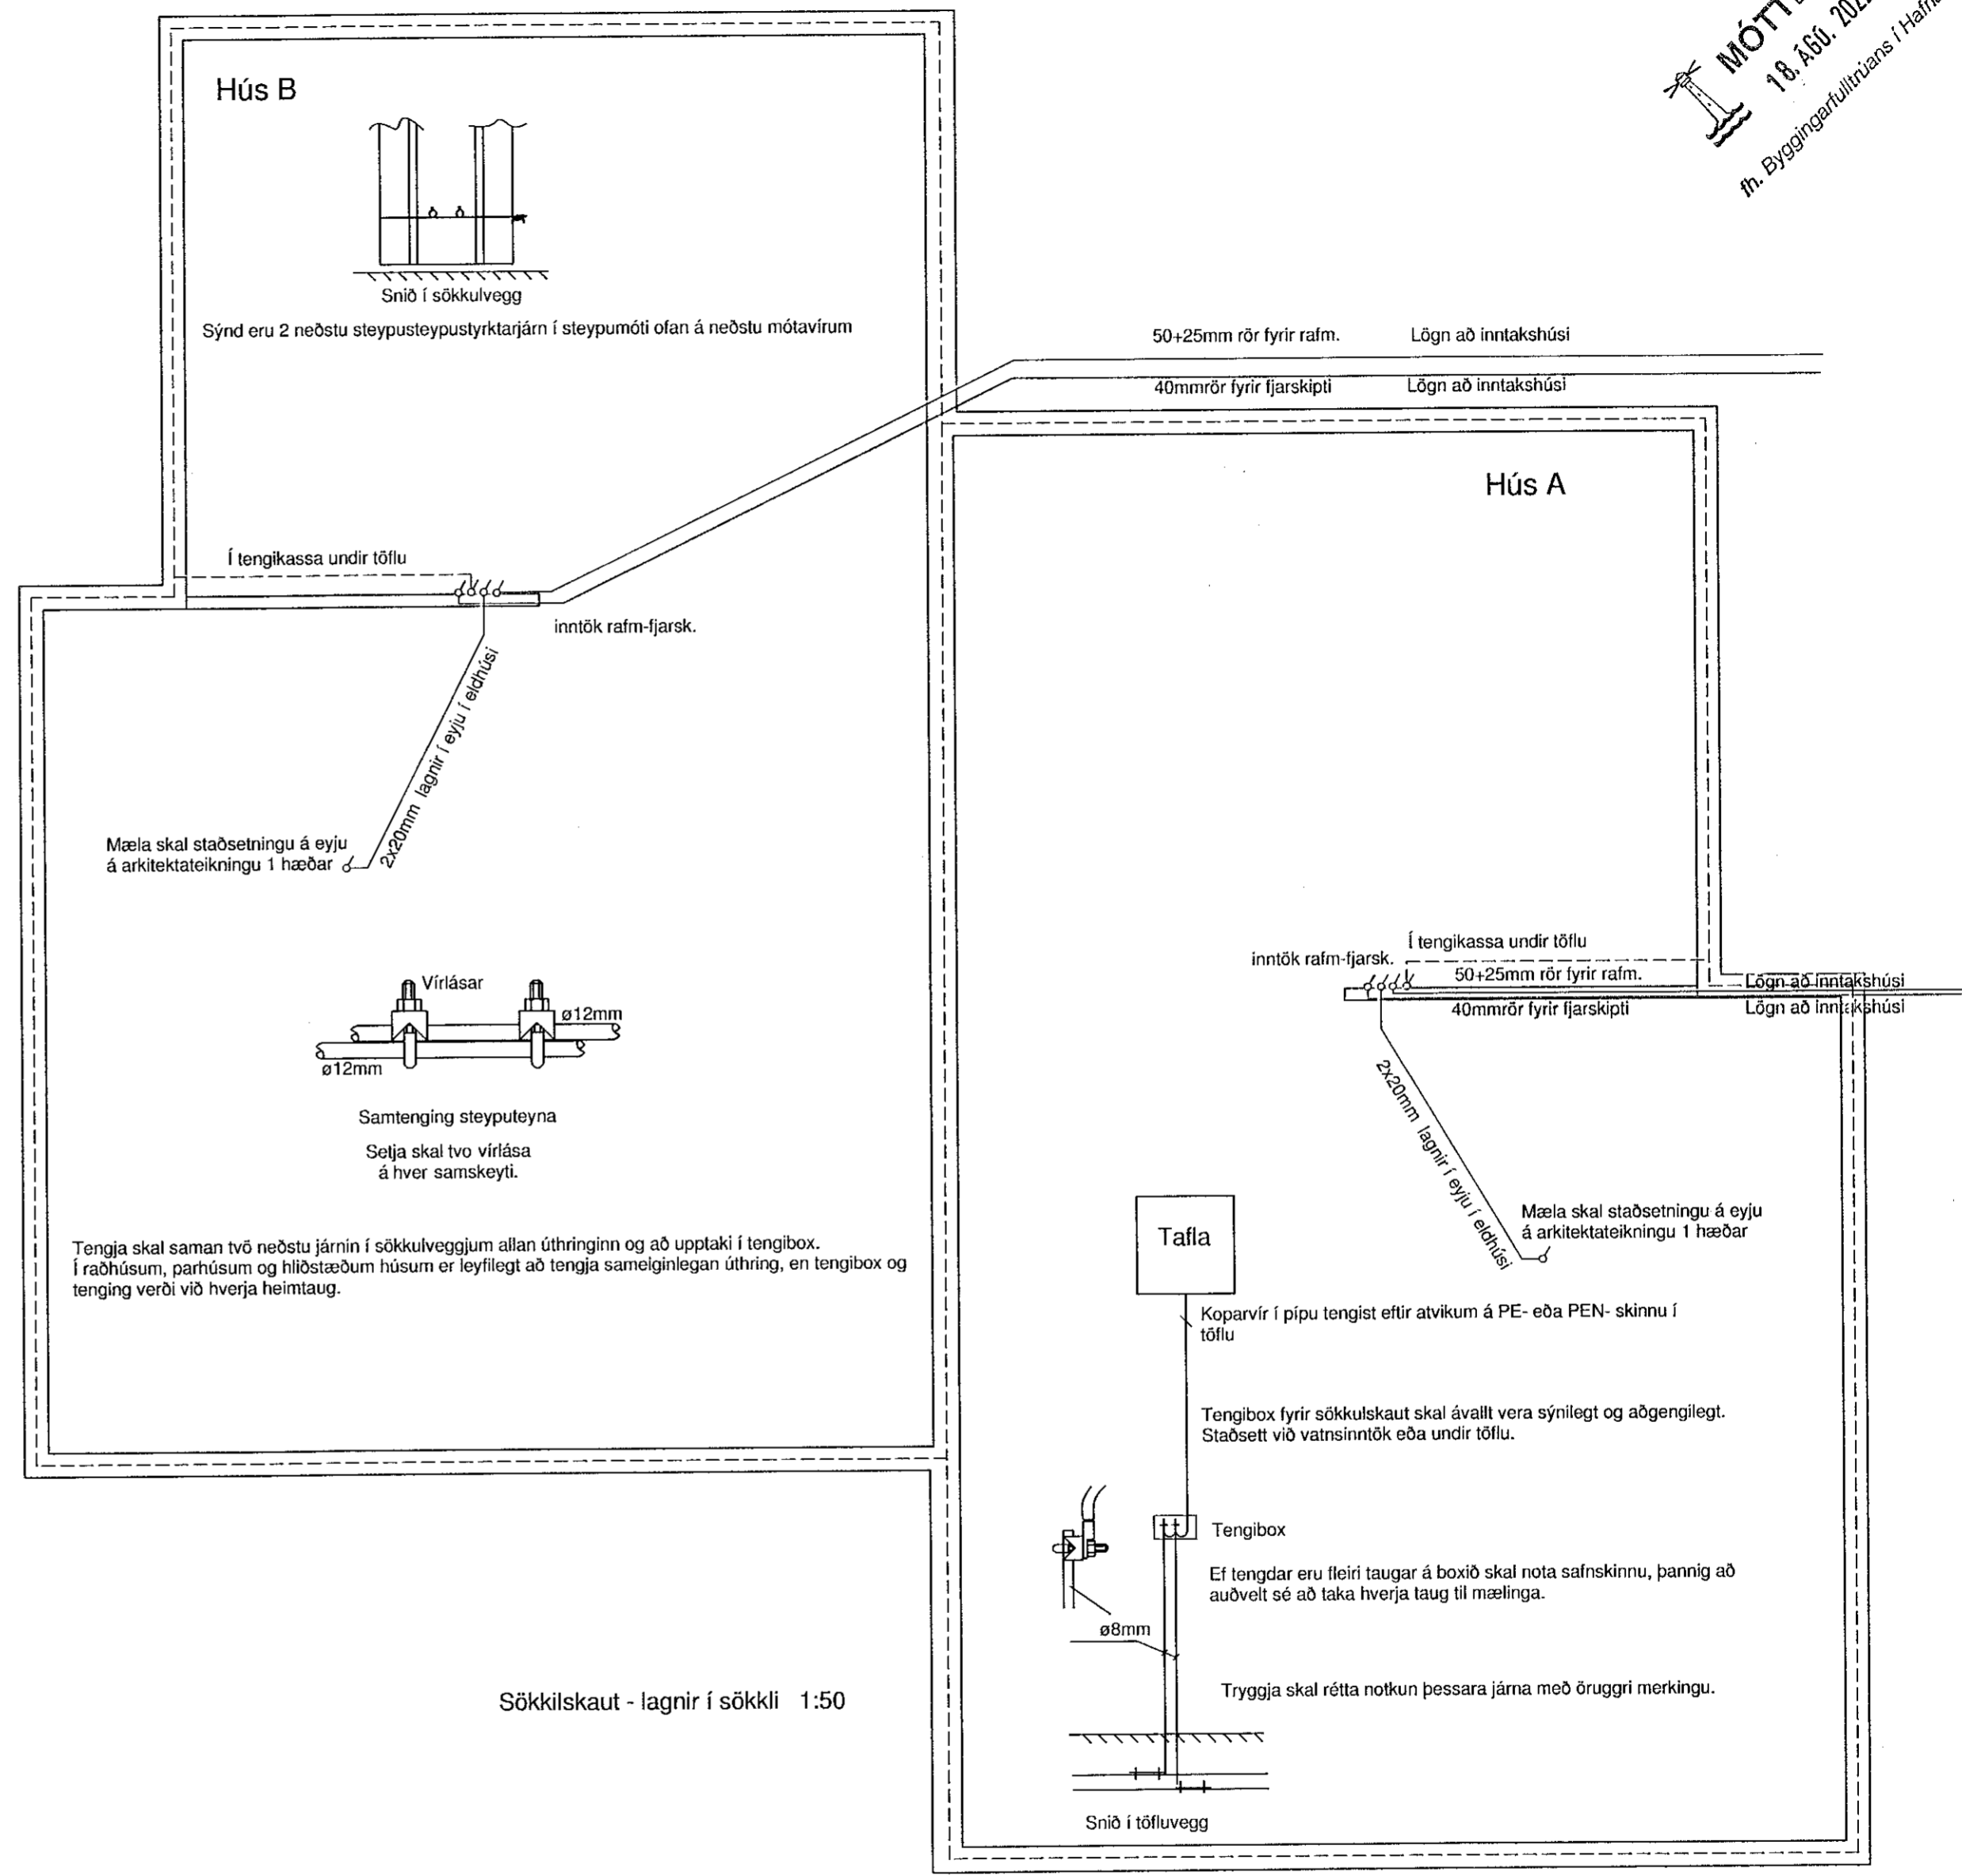 18. ÁGÚ.
fh. Byggingarfulltrúans í
Hús B
Snið í sökkulvegg
Sýnd eru 2 neðstu steypusteypustyrktarjárn í steypumóti ofan á neðstu mótavírum
50+25mm rör fyrir rafm. Lögn að inntakshúsi
40mmrör fyrir fjarskipti Lögn að inntakshúsi
Hús A
Í tengikassa undir töflu
inntök rafm-fjarsk.
2x20mm lagnir í eyju í eldhúsi
Mæla skal staðsetningu á eyju
á arkitektateikningu 1 hæðar
Vírlásar
ø12mm
ø12mm
Samtenging steyputeyna
Setja skal tvo vírlása
á hver samskeyti.
Tengja skal saman tvö neðstu járnin í sökkulveggjum allan úthringinn og að upptaki í tengibox.
Í raðhúsum, parhúsum og hliðstæðum húsum er leyfilegt að tengja samelginlegan úthring, en tengibox og
tenging verði við hverja heimtaug.
Í tengikassa undir töflu
inntök rafm-fjarsk.
50+25mm rör fyrir rafm. Lögn að inntakshúsi
40mmrör fyrir fjarskipti Lögn að inntakshúsi
2x20mm lagnir í eyju í eldhúsi
Mæla skal staðsetningu á eyju
á arkitektateikningu 1 hæðar
Tafla
Koparvír í pípu tengist eftir atvikum á PE- eða PEN- skinnu í
töflu
Tengibox fyrir sökkulskaut skal ávallt vera sýnilegt og aðgengilegt.
Staðsett við vatnsinntök eða undir töflu.
Tengibox
Ef tengdar eru fleiri taugar á boxið skal nota safnskinnu, þannig að
auðvelt sé að taka hverja taug til mælinga.
ø8mm
Tryggja skal rétta notkun þessara járna með öruggri merkingu.
Snið í töfluvegg
Sökkilskaut - lagnir í sökkli 1:50